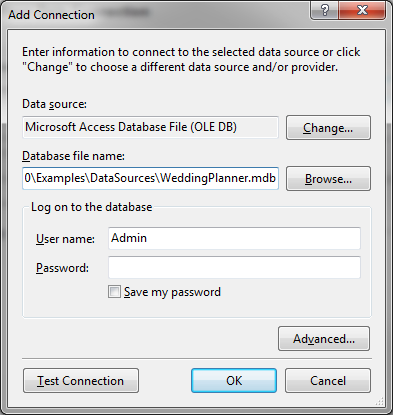 Add Connection
?
Enter information to connect to the selected data source or click
"Change" to choose a different data source and/or provider.
Data source:
Microsoft Access Database File (OLE DB)
Change...
Database file name:
0\Examples\DataSources\WeddingPlanner.mdb
Browse...
Log on to the database
User name:
Admin
Password:
Save my password
Advanced...
Test Connection
OK
Cancel